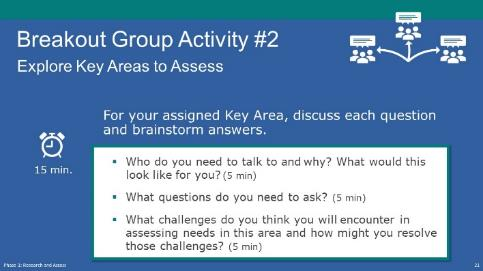 Breakout Group Activity #2
Explore Key Areas to Assess
For your assigned Key Area, discuss each question
and brainstorm answers.
15 min.
▪ Who do you need to talk to and why? What would this
look like for you? (5 min)
▪ What questions do you need to ask? (5 min)
▪ What challenges do you think you will encounter in
assessing needs in this area and how might you resolve
those challenges? (5 min)
Phase 1: Research and Assess
21